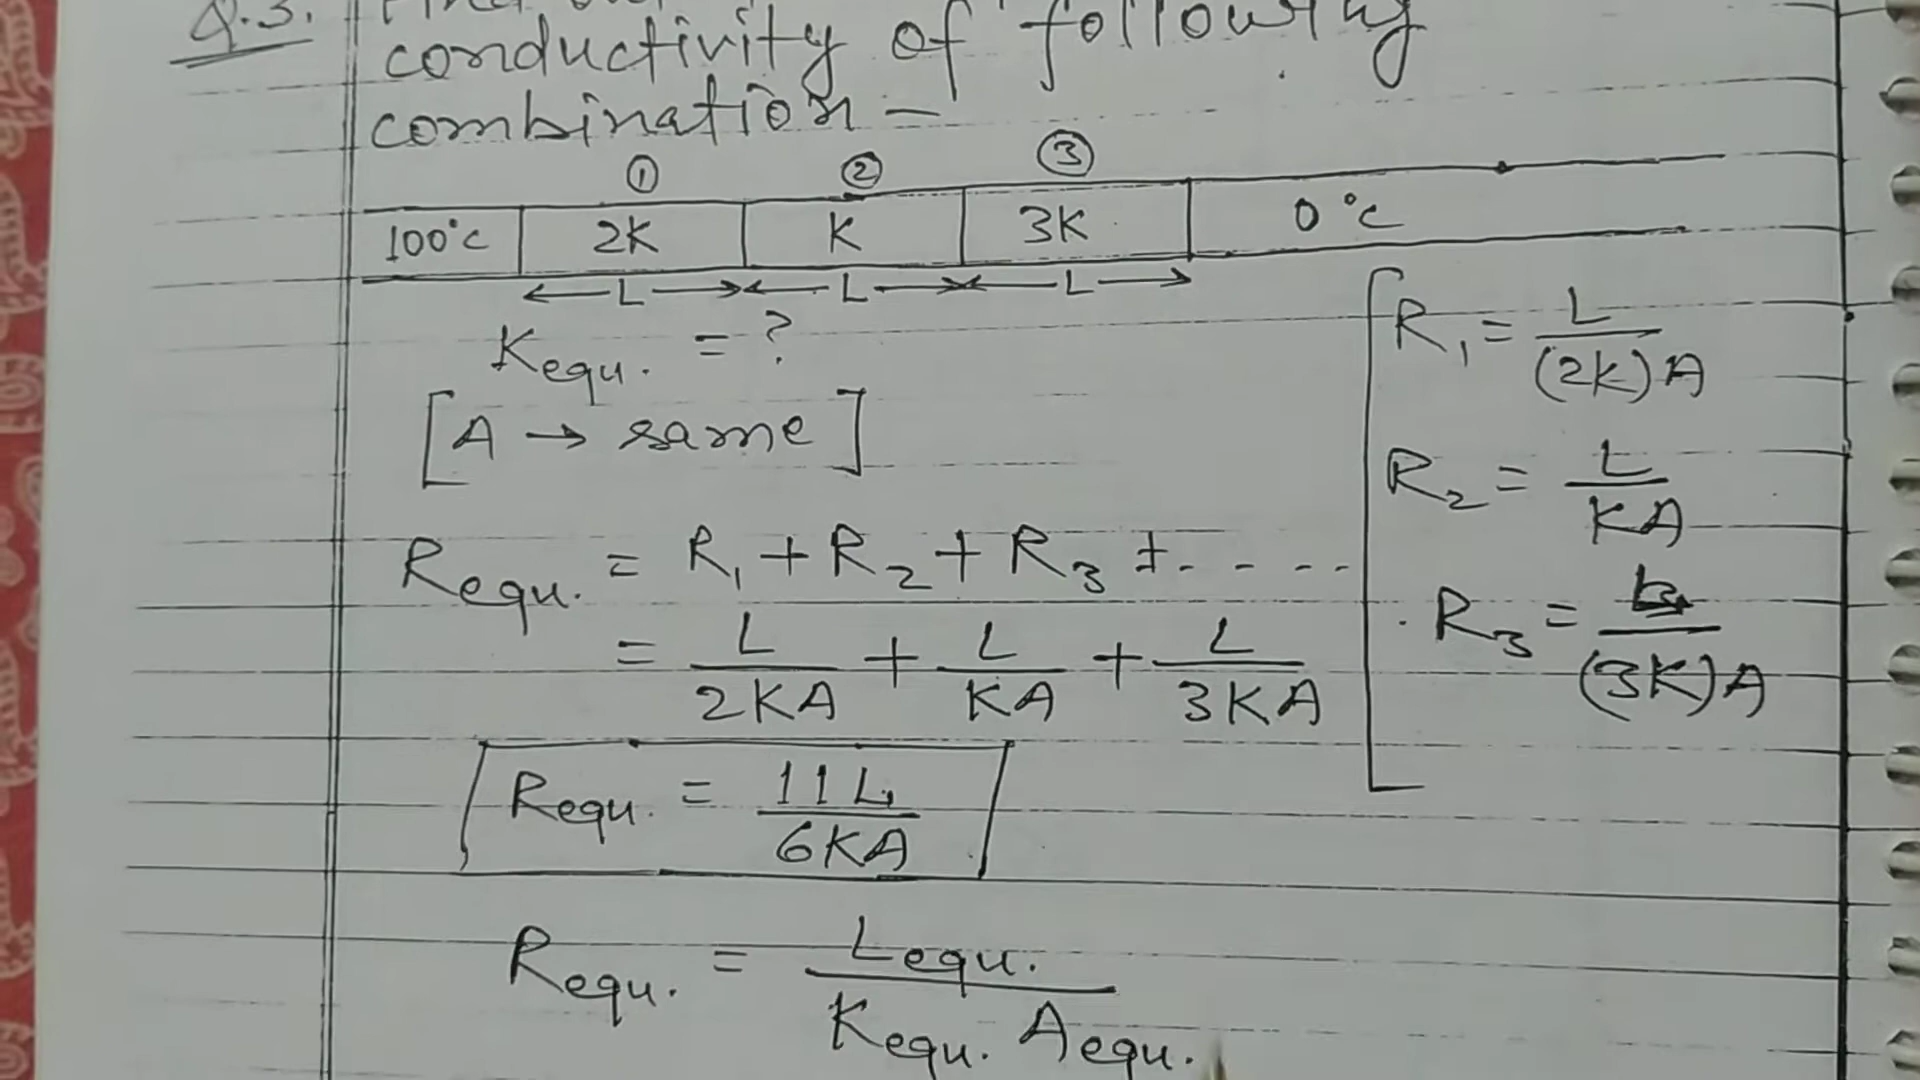 Q.3. Find
conductivity of following
combination –
① ② ③
100°C 2K K 3K 0°C
L L L
Kequ. = ?
[A → same]
R₁ = L/(2K)A
R₂ = L/KA
R₃ = L/(3K)A
Requ. = R₁ + R₂ + R₃ + - - - -
= L/2KA + L/KA + L/3KA
Requ. = 11L/6KA
Requ. = Lequ./Kequ. Aequ.